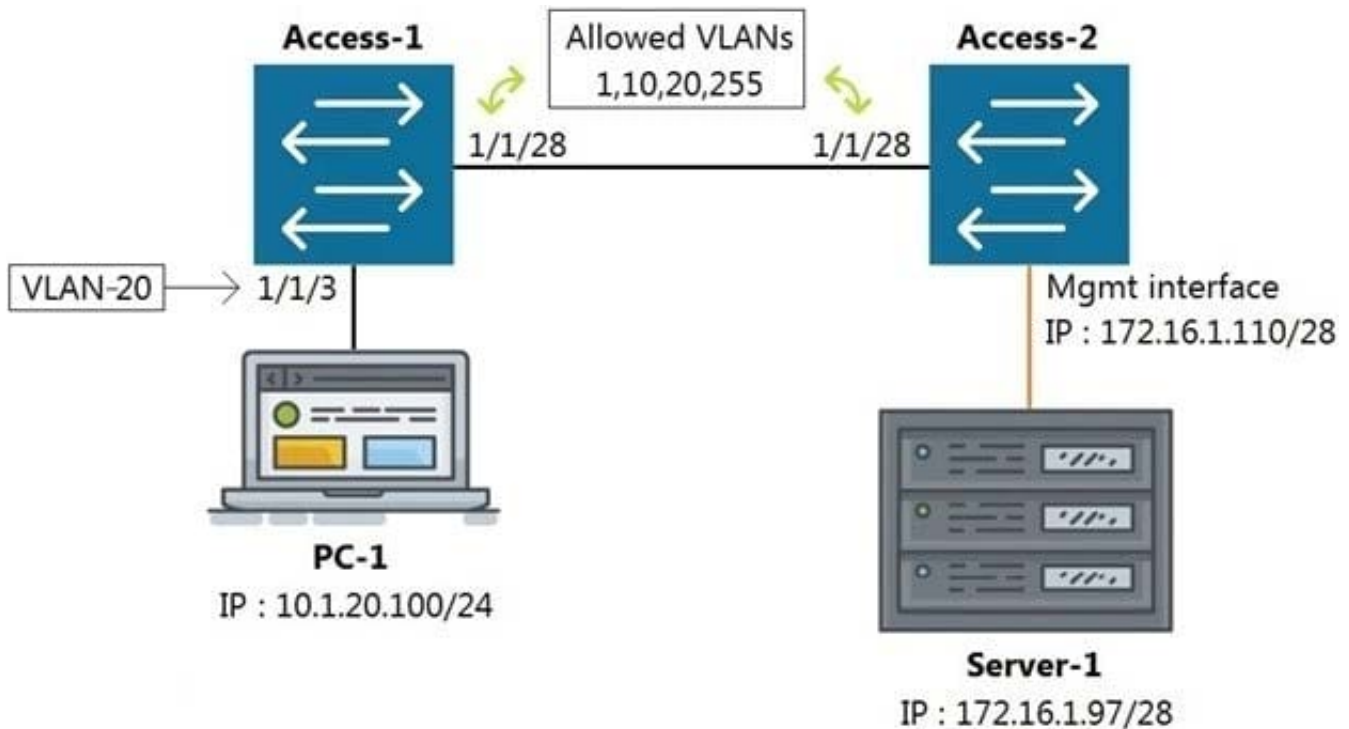 Access-1
Allowed VLANs
1,10,20,255
Access-2
1/1/28
1/1/28
VLAN-20
1/1/3
Mgmt interface
IP : 172.16.1.110/28
PC-1
IP : 10.1.20.100/24
Server-1
IP : 172.16.1.97/28